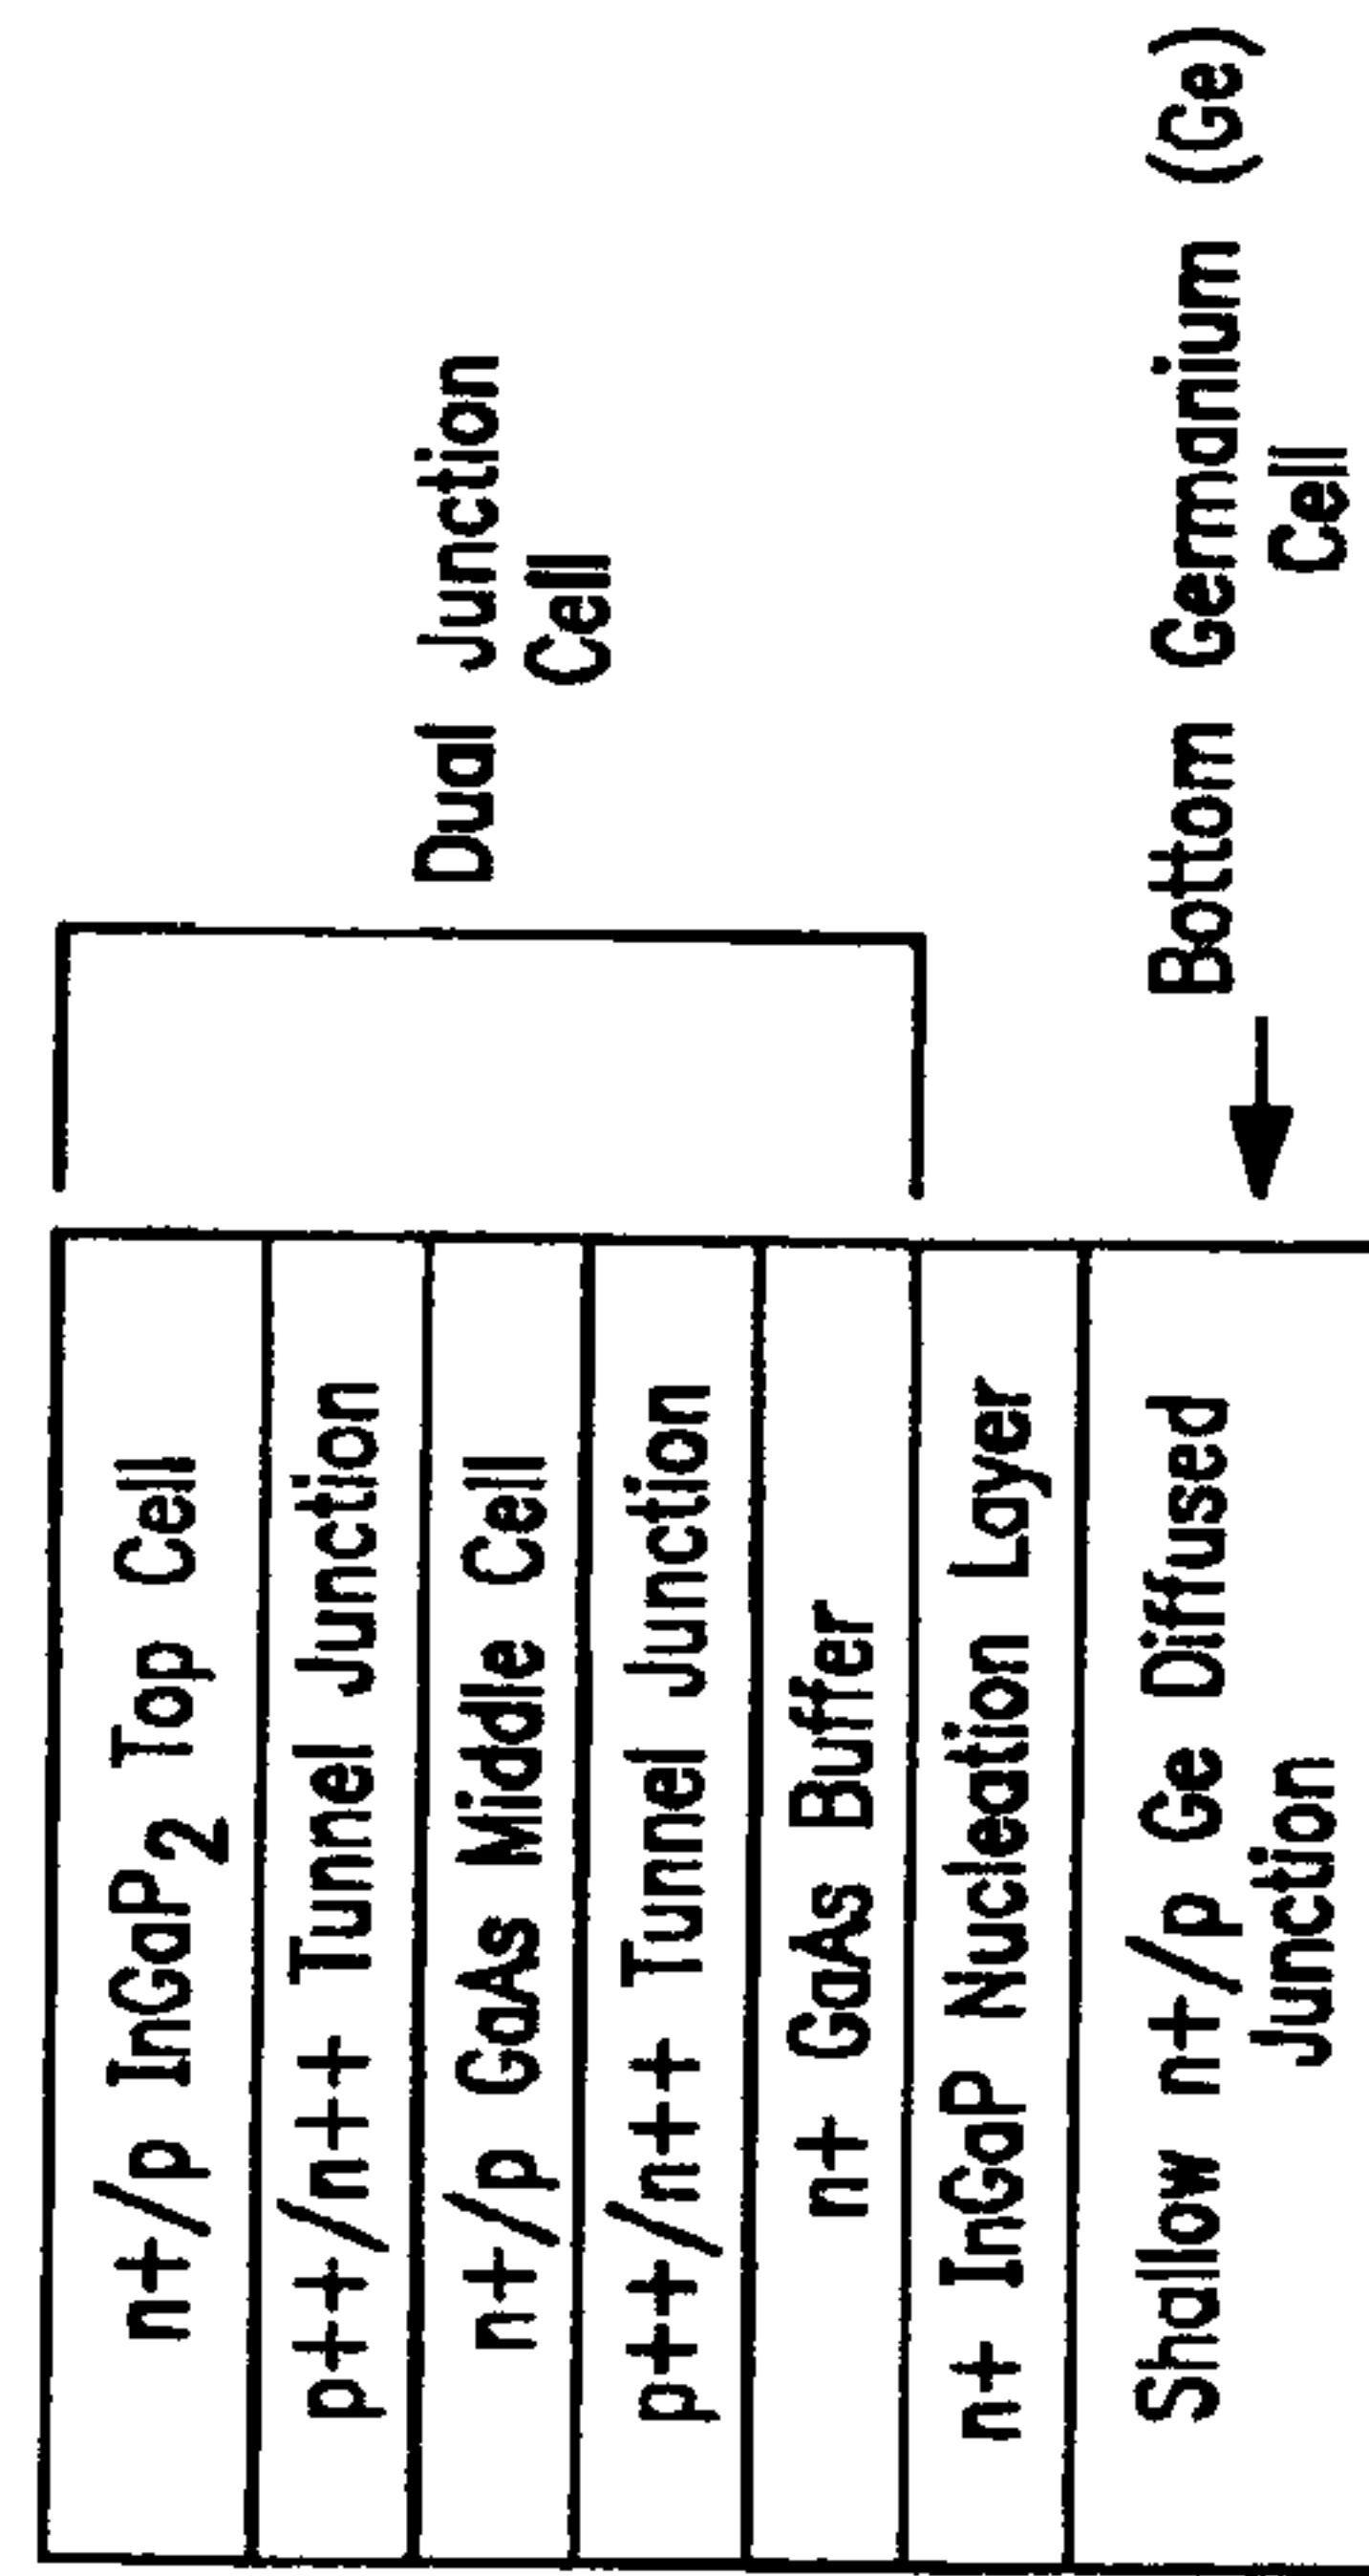 n+/p InGaP2 Top Cell
p++/n++ Tunnel Junction
n+/p GaAs Middle Cell
p++/n++ Tunnel Junction
n+ GaAs Buffer
n+ InGaP Nucleation Layer
Shallow n+/p Ge Diffused
Junction
Dual Junction
Cell
Bottom Germanium (Ge)
Cell